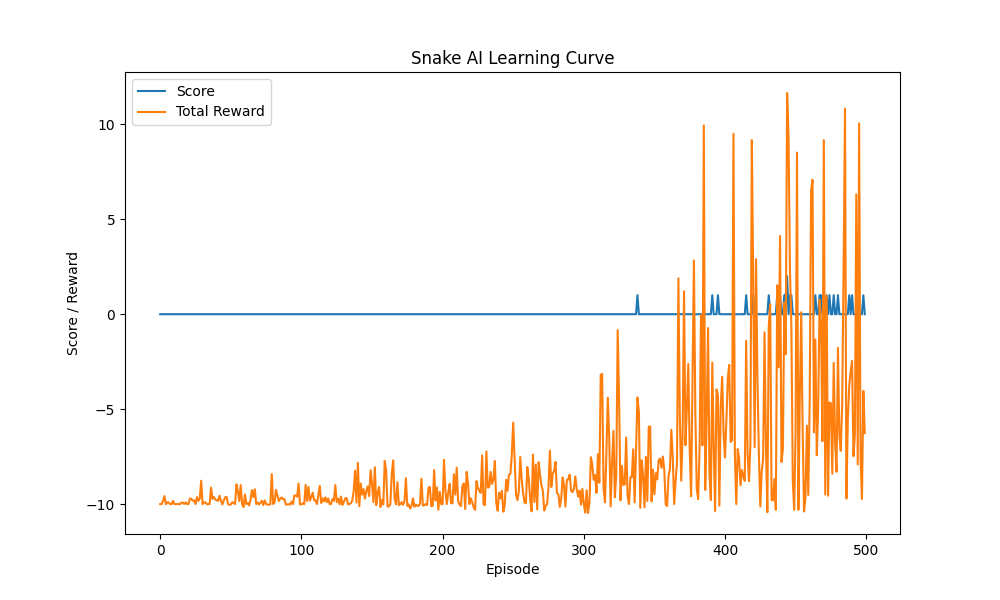 Snake AI Learning Curve
Score
Total Reward
Score / Reward
10
5
0
−5
−10
0 100 200 300 400 500
Episode